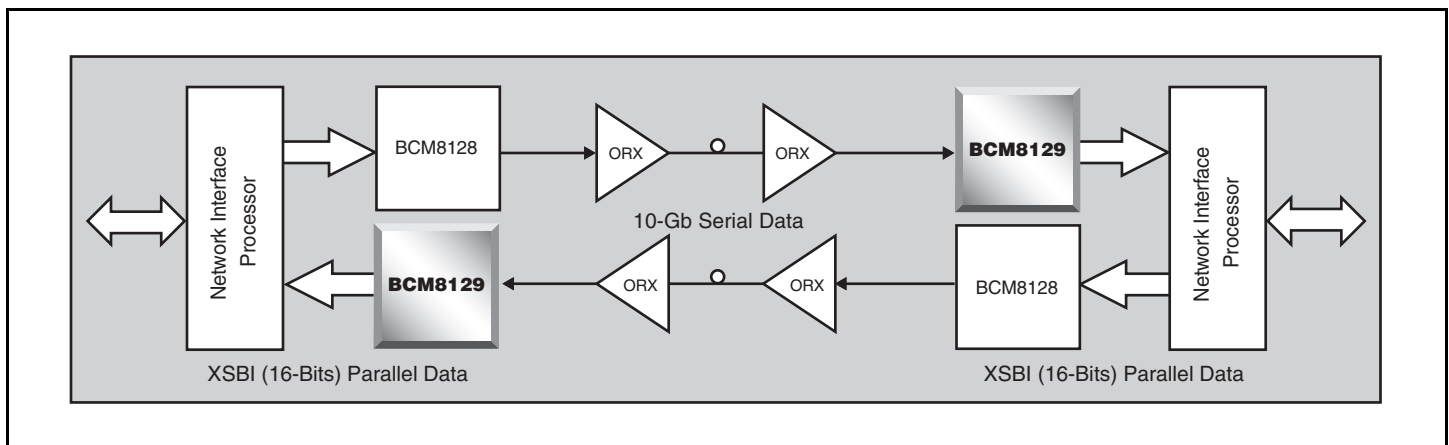 Network Interface
Processor
BCM8128
ORX
ORX
BCM8129
Network Interface
Processor
10-Gb Serial Data
BCM8129
ORX
ORX
BCM8128
XSBI (16-Bits) Parallel Data
XSBI (16-Bits) Parallel Data